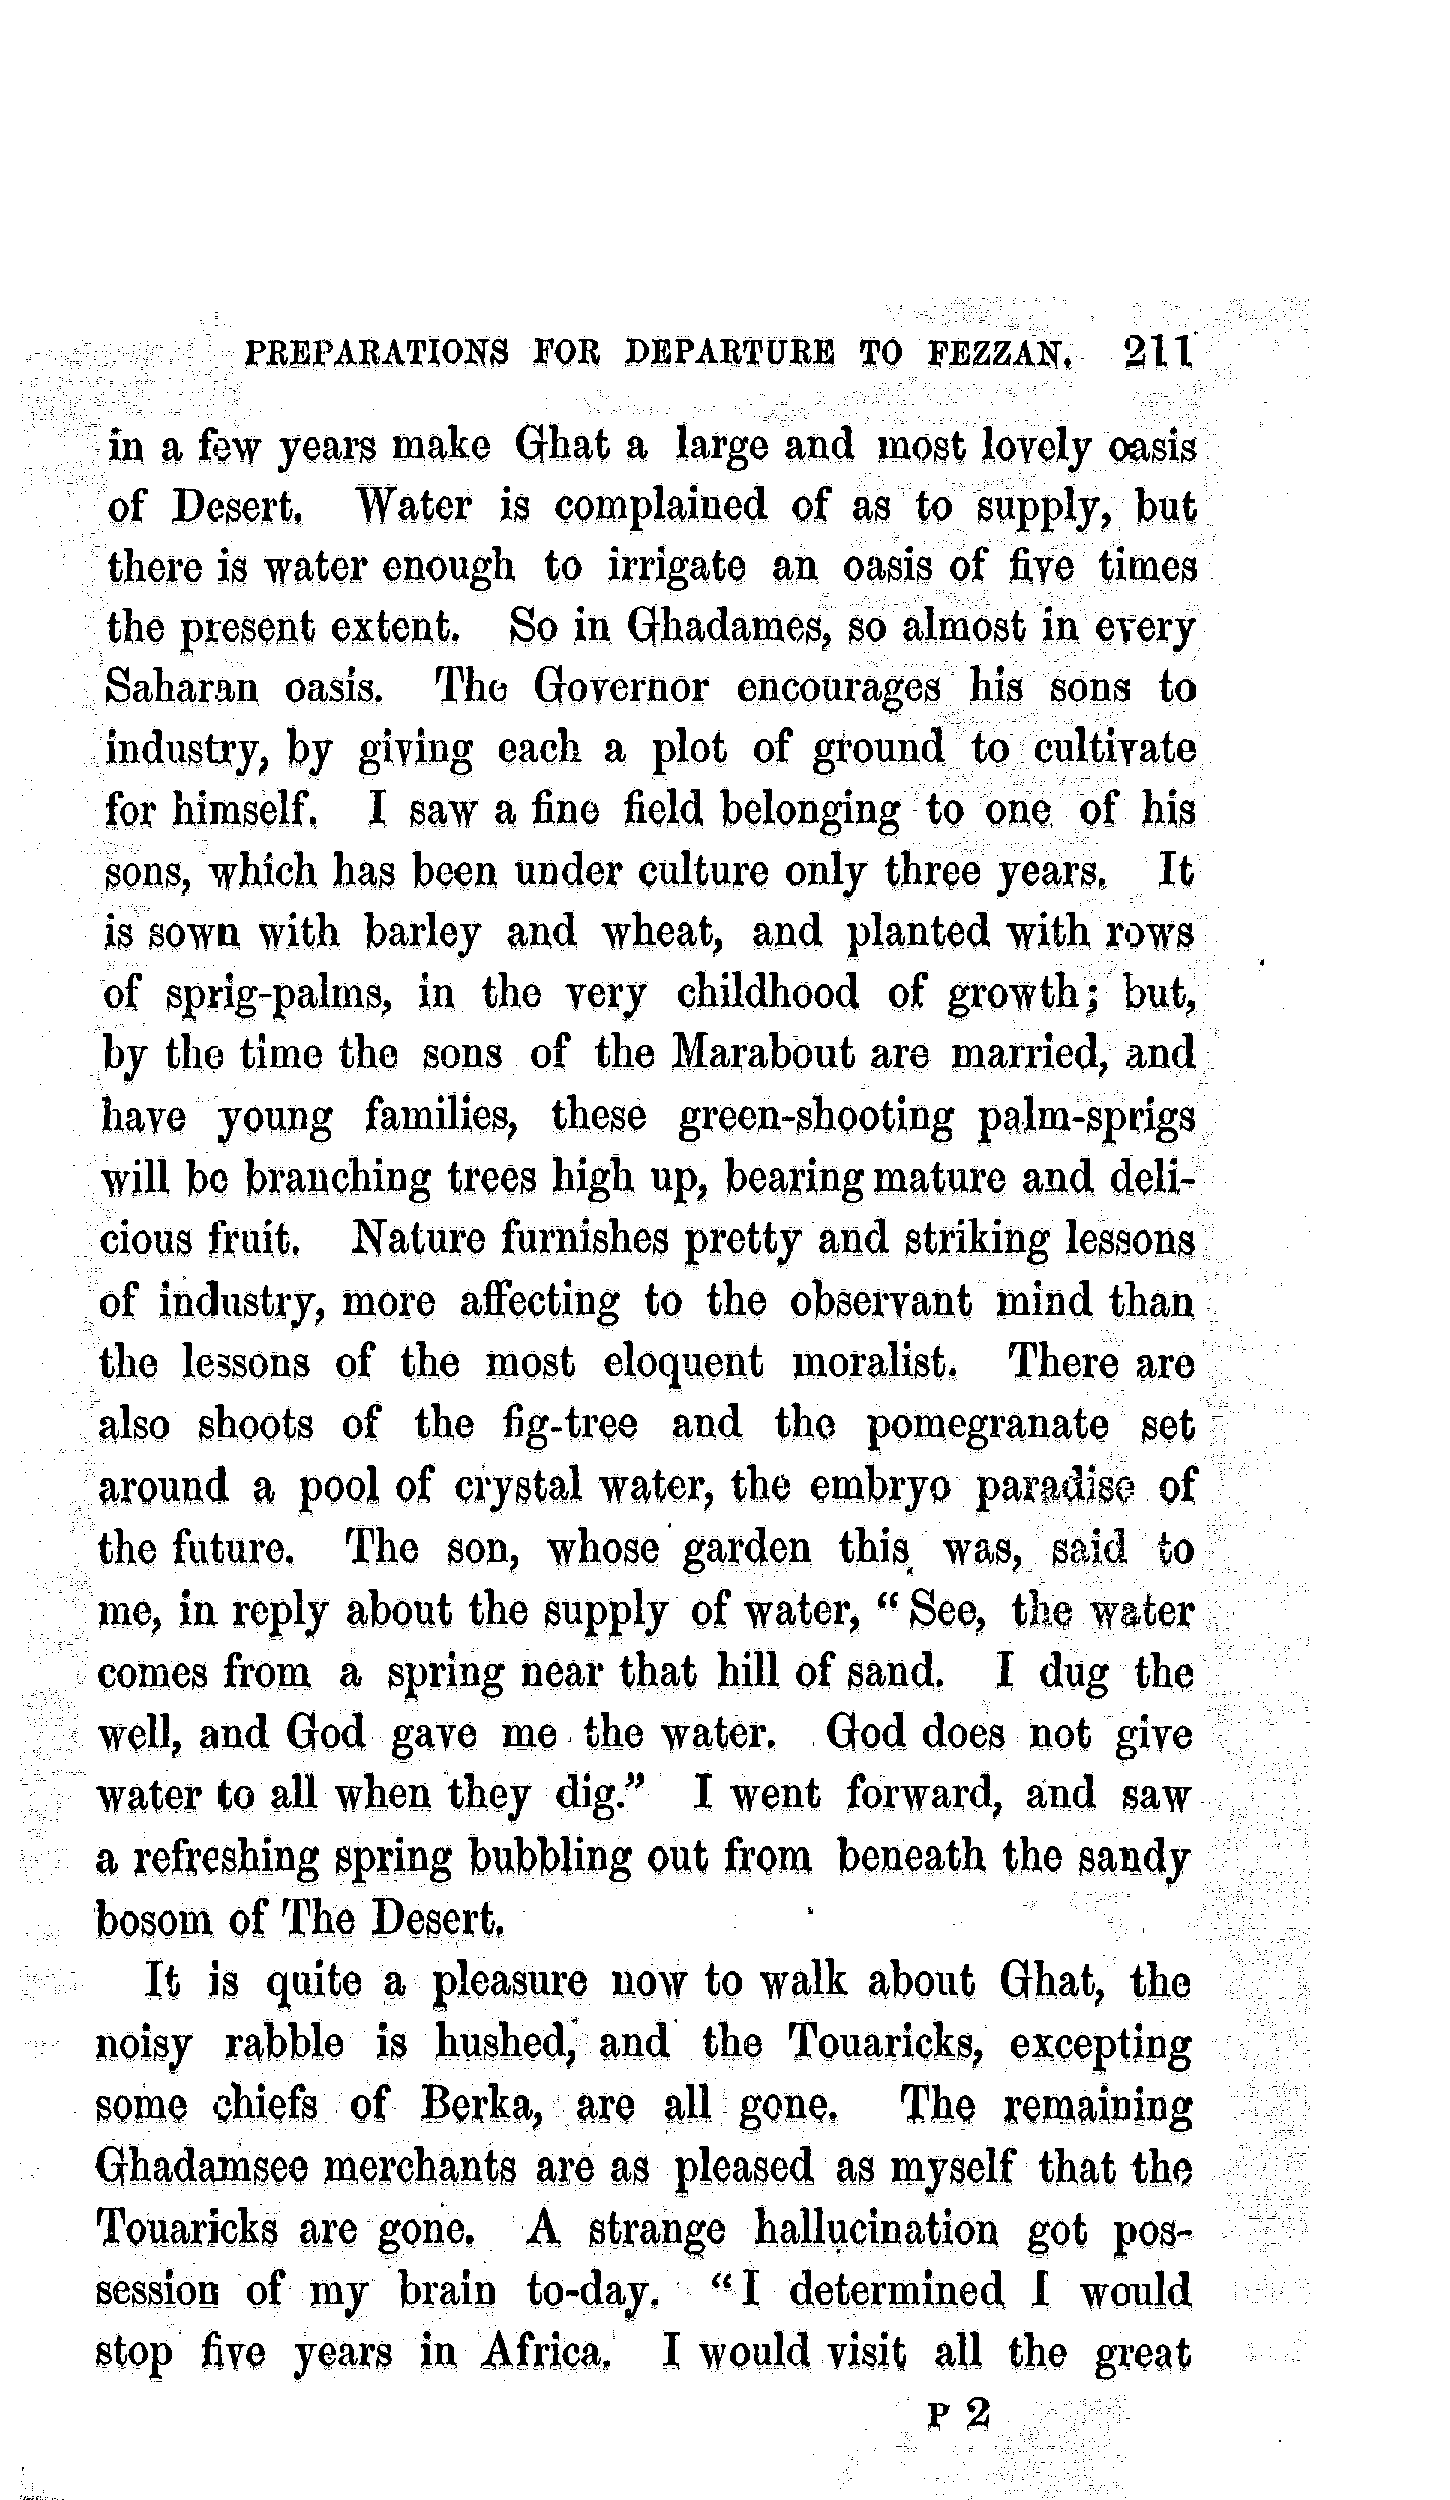 PREPARATIONS FOR DEPARTURE TO FEZZAN. 211
in a few years make Ghat a large and most lovely oasis
of Desert. Water is complained of as to supply, but
there is water enough to irrigate an oasis of five times
the present extent. So in Ghadames, so almost in every
Saharan oasis. The Governor encourages his sons to
industry, by giving each a plot of ground to cultivate
for himself. I saw a fine field belonging to one of his
sons, which has been under culture only three years. It
is sown with barley and wheat, and planted with rows
of sprig-palms, in the very childhood of growth; but,
by the time the sons of the Marabout are married, and
have young families, these green-shooting palm-sprigs
will be branching trees high up, bearing mature and deli-
cious fruit. Nature furnishes pretty and striking lessons
of industry, more affecting to the observant mind than
the lessons of the most eloquent moralist. There are
also shoots of the fig-tree and the pomegranate set
around a pool of crystal water, the embryo paradise of
the future. The son, whose garden this was, said to
me, in reply about the supply of water, “See, the water
comes from a spring near that hill of sand. I dug the
well, and God gave me the water. God does not give
water to all when they dig.” I went forward, and saw
a refreshing spring bubbling out from beneath the sandy
bosom of The Desert.
It is quite a pleasure now to walk about Ghat, the
noisy rabble is hushed, and the Touaricks, excepting
some chiefs of Berka, are all gone. The remaining
Ghadamsee merchants are as pleased as myself that the
Touaricks are gone. A strange hallucination got pos-
session of my brain to-day. “I determined I would
stop five years in Africa. I would visit all the great
P 2